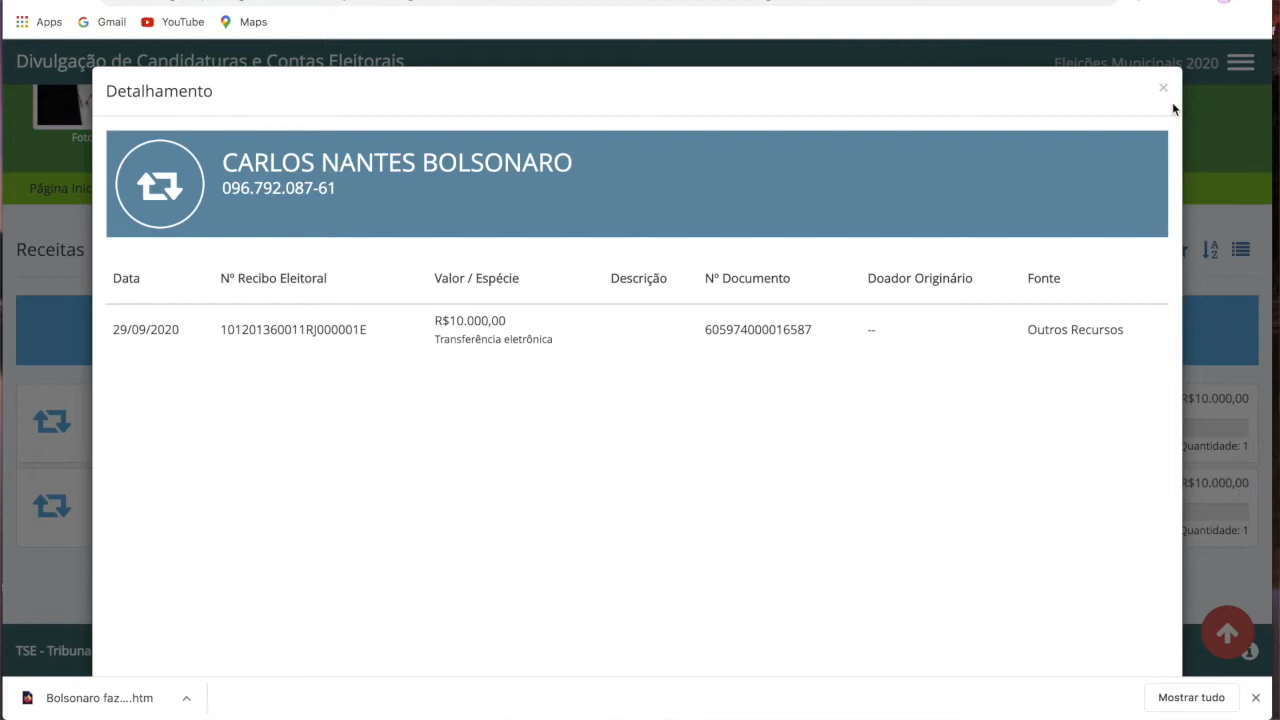 Apps Gmail YouTube Maps
Divulgação de Candidaturas e Contas Eleitorais
Eleições Municipais 2020
Detalhamento ×
Foto
CARLOS NANTES BOLSONARO
096.792.087-61
Página Inic
Receitas
Data Nº Recibo Eleitoral Valor / Espécie Descrição Nº Documento Doador Originário Fonte
29/09/2020 101201360011RJ000001E R$10.000,00 605974000016587 -- Outros Recursos
Transferência eletrônica
R$10.000,00
Quantidade: 1
R$10.000,00
Quantidade: 1
TSE - Tribuna
Bolsonaro faz....htm
Mostrar tudo